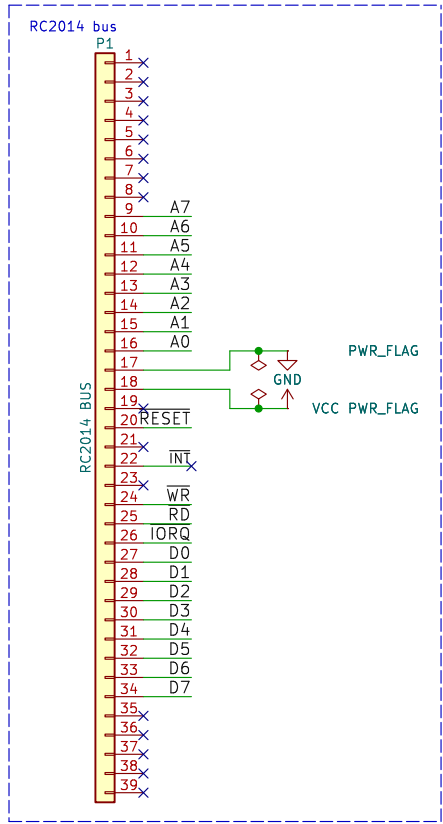 RC2014 bus
P1
1
2
3
4
5
6
7
8
9 A7
10 A6
11 A5
12 A4
13 A3
14 A2
15 A1
16 A0
PWR_FLAG
17
GND
18
RC2014 BUS
19
VCC PWR_FLAG
20 RESET
21
22 INT
23
24 WR
25 RD
26 IORQ
27 D0
28 D1
29 D2
30 D3
31 D4
32 D5
33 D6
34 D7
35
36
37
38
39